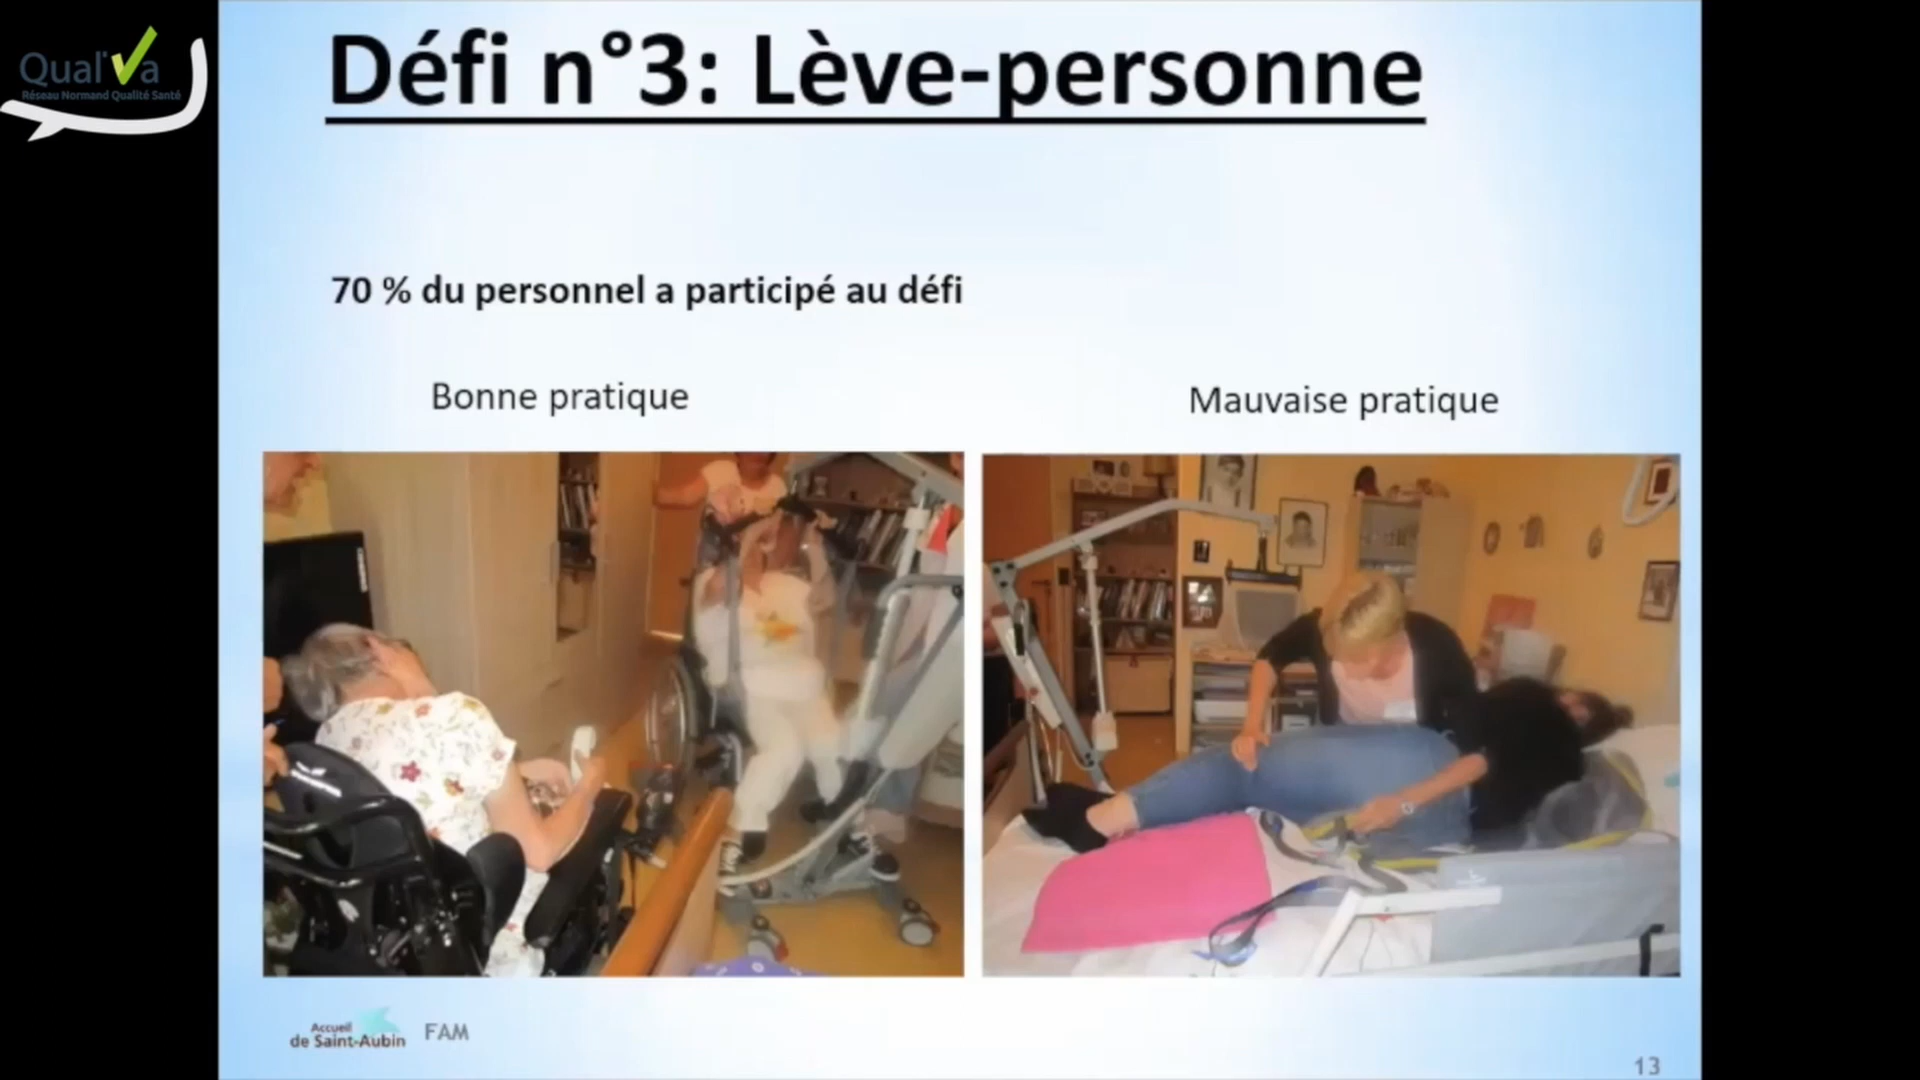 Qual'Va
Réseau Normand Qualité Santé
Défi n°3: Lève-personne
70 % du personnel a participé au défi
Bonne pratique
Mauvaise pratique
Accueil
de Saint-Aubin
FAM
13